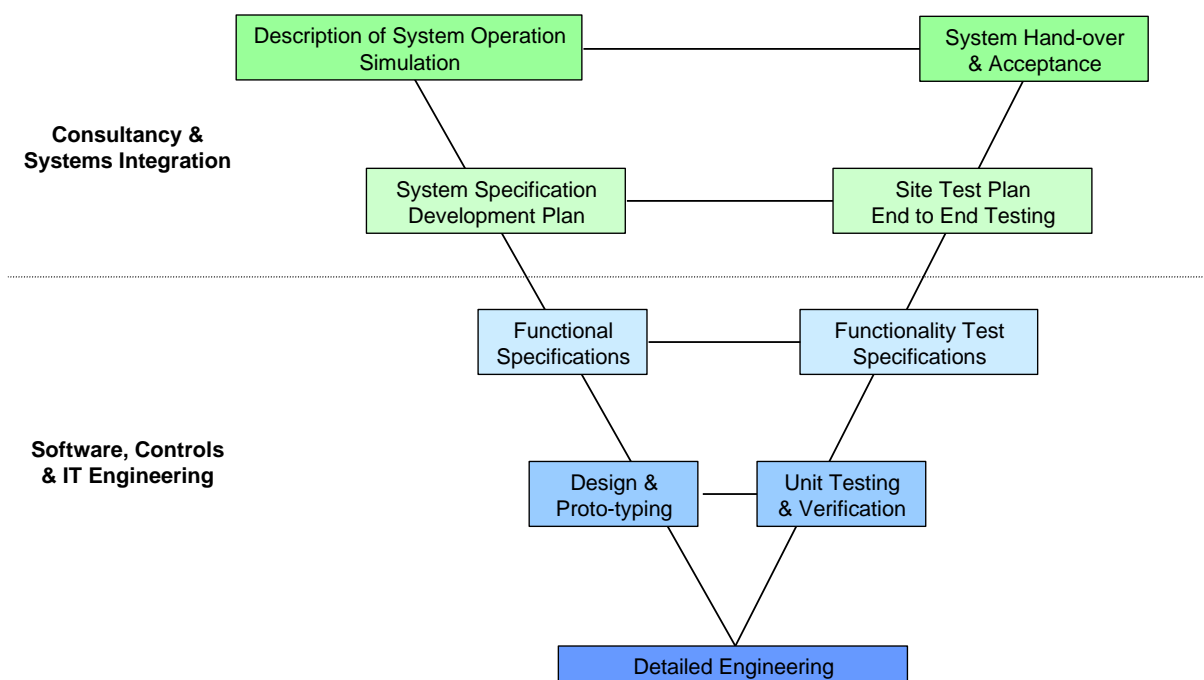 Description of System Operation
Simulation
System Hand-over
& Acceptance
Consultancy &
Systems Integration
System Specification
Development Plan
Site Test Plan
End to End Testing
Functional
Specifications
Functionality Test
Specifications
Software, Controls
& IT Engineering
Design &
Proto-typing
Unit Testing
& Verification
Detailed Engineering